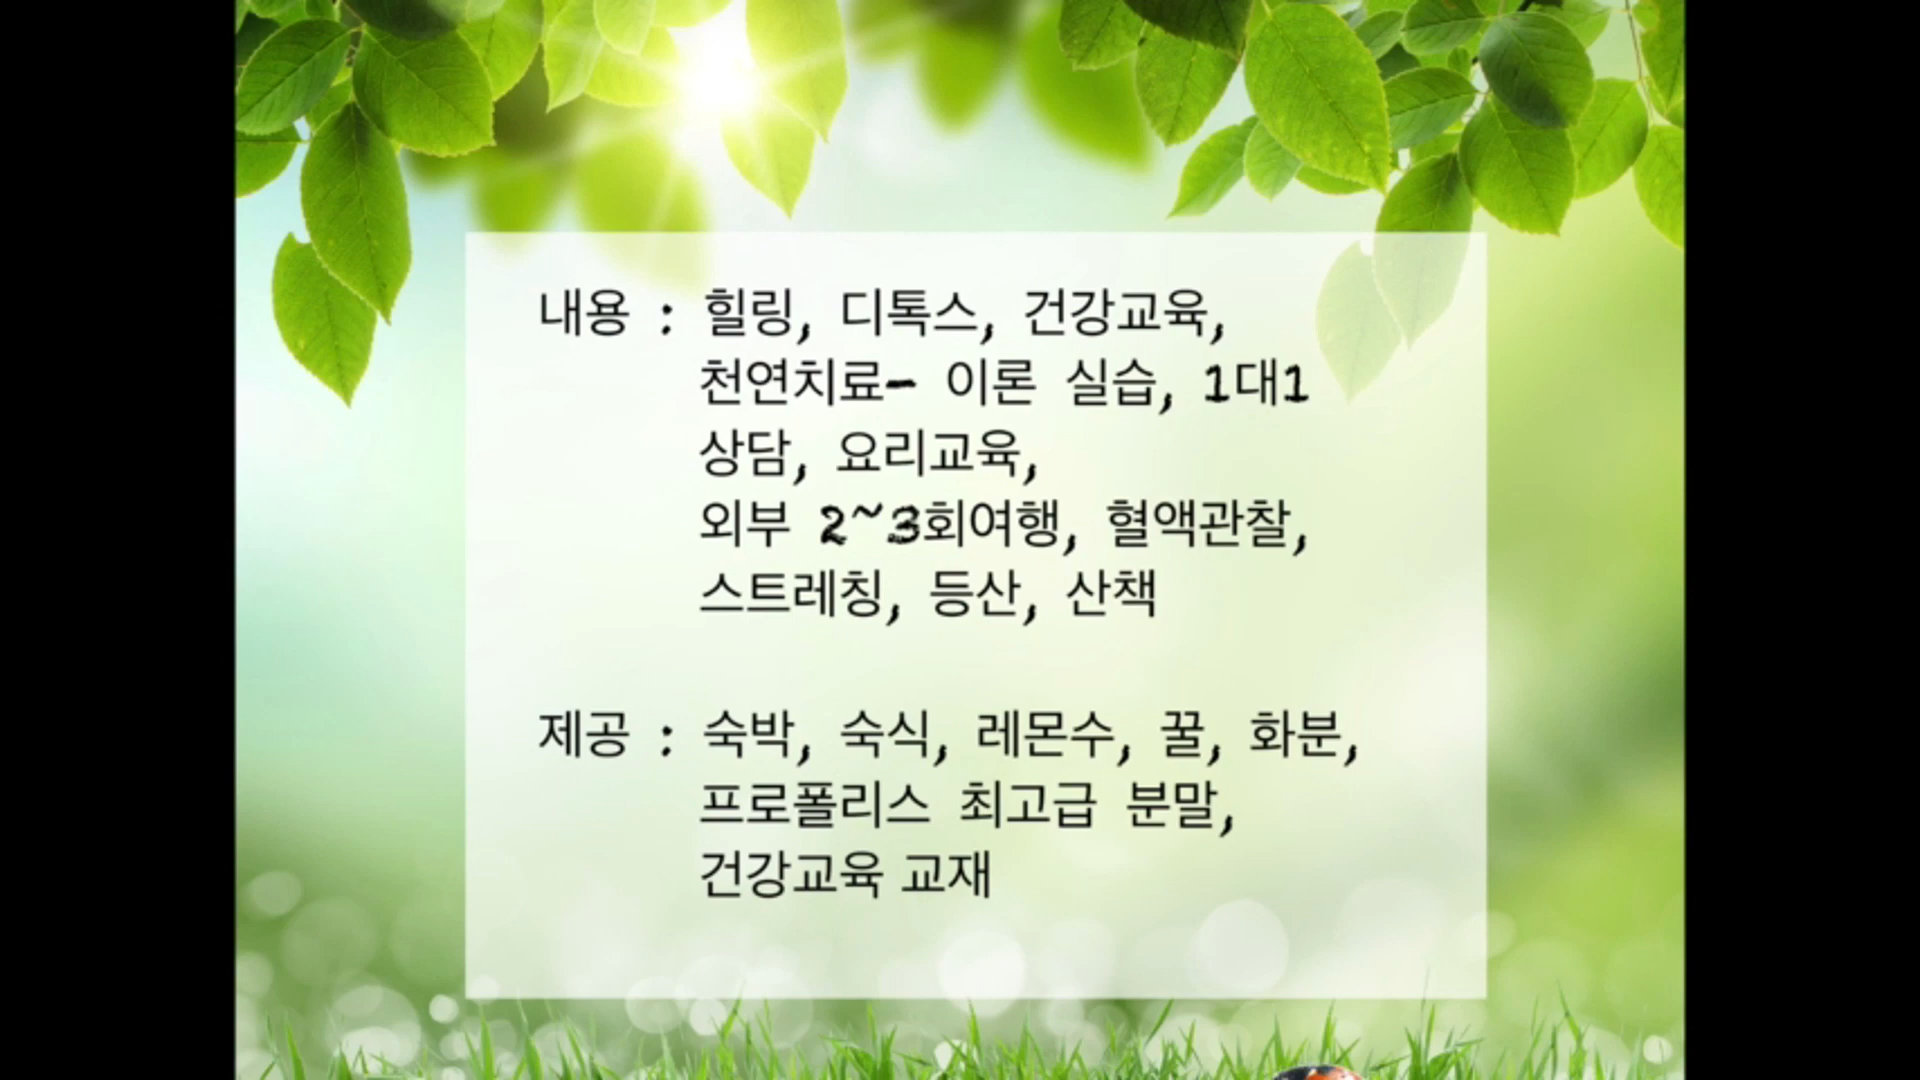 내용 : 힐링, 디톡스, 건강교육,
천연치료- 이론 실습, 1대1
상담, 요리교육,
외부 2~3회여행, 혈액관찰,
스트레칭, 등산, 산책
제공 : 숙박, 숙식, 레몬수, 꿀, 화분,
프로폴리스 최고급 분말,
건강교육 교재